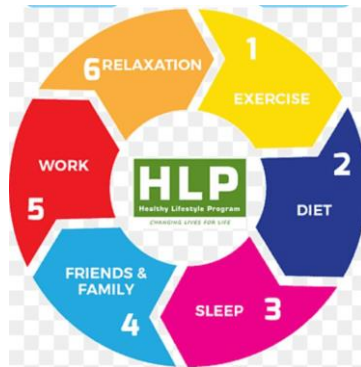 1
EXERCISE
2
DIET
3
SLEEP
4
FRIENDS &
FAMILY
5
WORK
6
RELAXATION
HLP
Healthy Lifestyle Program
CHANGING LIVES FOR LIFE